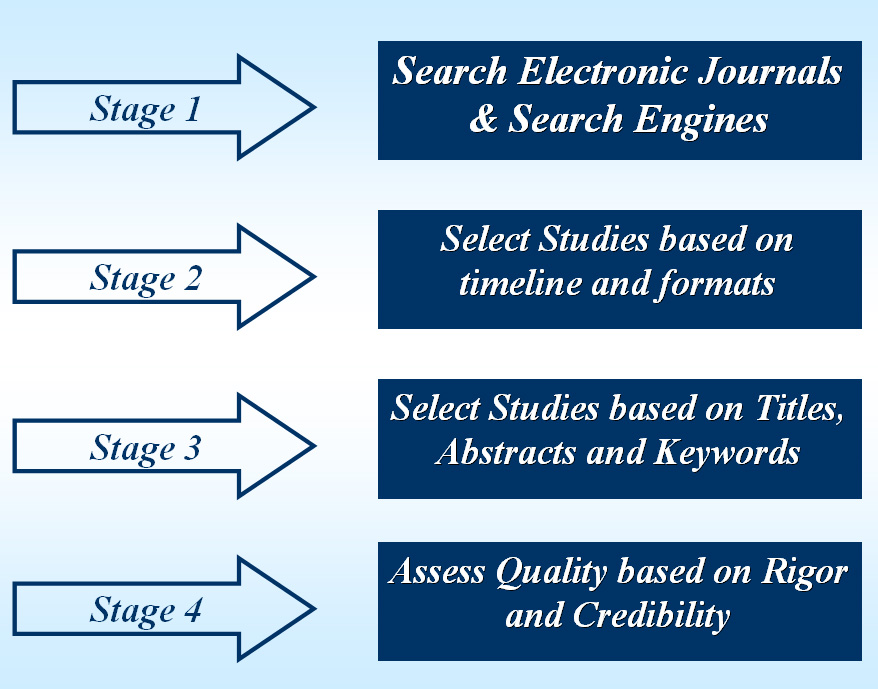 Stage 1
Search Electronic Journals
& Search Engines
Stage 2
Select Studies based on
timeline and formats
Stage 3
Select Studies based on Titles,
Abstracts and Keywords
Stage 4
Assess Quality based on Rigor
and Credibility